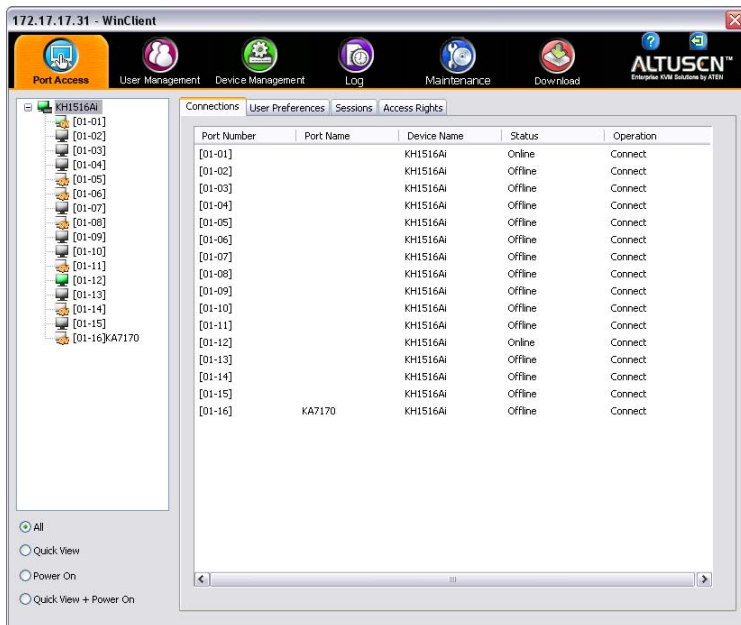 172.17.17.31 - WinClient
Port Access User Management Device Management Log Maintenance Download
ALTUSEN™
Enterprise KVM Solutions by ATEN
KH1516Ai
[01-01]
[01-02]
[01-03]
[01-04]
[01-05]
[01-06]
[01-07]
[01-08]
[01-09]
[01-10]
[01-11]
[01-12]
[01-13]
[01-14]
[01-15]
[01-16]KA7170
All
Quick View
Power On
Quick View + Power On
Connections User Preferences Sessions Access Rights
Port Number Port Name Device Name Status Operation
[01-01] KH1516Ai Online Connect
[01-02] KH1516Ai Offline Connect
[01-03] KH1516Ai Offline Connect
[01-04] KH1516Ai Offline Connect
[01-05] KH1516Ai Offline Connect
[01-06] KH1516Ai Offline Connect
[01-07] KH1516Ai Offline Connect
[01-08] KH1516Ai Offline Connect
[01-09] KH1516Ai Offline Connect
[01-10] KH1516Ai Offline Connect
[01-11] KH1516Ai Offline Connect
[01-12] KH1516Ai Online Connect
[01-13] KH1516Ai Offline Connect
[01-14] KH1516Ai Offline Connect
[01-15] KH1516Ai Offline Connect
[01-16] KA7170 KH1516Ai Offline Connect